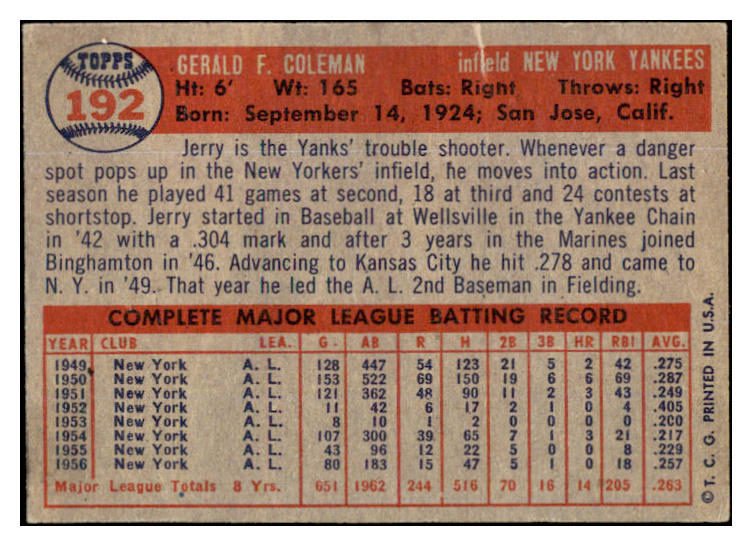 TOPPS
192
GERALD F. COLEMAN infield NEW YORK YANKEES
Ht: 6' Wt: 165 Bats: Right Throws: Right
Born: September 14, 1924; San Jose, Calif.
Jerry is the Yanks' trouble shooter. Whenever a danger
spot pops up in the New Yorkers' infield, he moves into action. Last
season he played 41 games at second, 18 at third and 24 contests at
shortstop. Jerry started in Baseball at Wellsville in the Yankee Chain
in '42 with a .304 mark and after 3 years in the Marines joined
Binghamton in '46. Advancing to Kansas City he hit .278 and came to
N. Y. in '49. That year he led the A. L. 2nd Baseman in Fielding.
COMPLETE MAJOR LEAGUE BATTING RECORD
YEAR CLUB LEA. G AB R H 2B 3B HR RBI AVG.
1949 New York A. L. 128 447 54 123 21 5 2 42 .275
1950 New York A. L. 153 522 69 150 19 6 6 69 .287
1951 New York A. L. 121 362 48 90 11 2 3 43 .249
1952 New York A. L. 11 42 6 17 2 1 0 4 .405
1953 New York A. L. 8 10 1 2 0 0 0 0 .200
1954 New York A. L. 107 300 39 65 7 1 3 21 .217
1955 New York A. L. 43 96 12 22 5 0 0 8 .229
1956 New York A. L. 80 183 15 47 5 1 0 18 .257
Major League Totals 8 Yrs. 651 1962 244 516 70 16 14 205 .263
© T. C. G. PRINTED IN U.S.A.